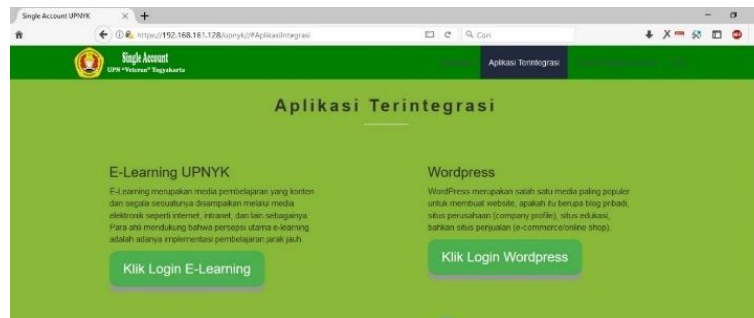 Single Account UPNYK
https://192.168.161.128/upnyk/#AplikasiIntegrasi
Cari
Single Account
UPN "Veteran" Yogyakarta
Aplikasi Terintegrasi
Aplikasi Terintegrasi
E-Learning UPNYK
E-Learning merupakan media pembelajaran yang konten
dan segala sesuatunya disampaikan melalui media
elektronik seperti internet, intranet, dan lain sebagainya.
Para ahli mendukung bahwa persepsi utama e-learning
adalah adanya implementasi pembelajaran jarak jauh.
Klik Login E-Learning
Wordpress
WordPress merupakan salah satu media paling populer
untuk membuat website, apakah itu berupa blog pribadi,
situs perusahaan (company profile), situs edukasi,
bahkan situs penjualan (e-commerce/online shop).
Klik Login Wordpress